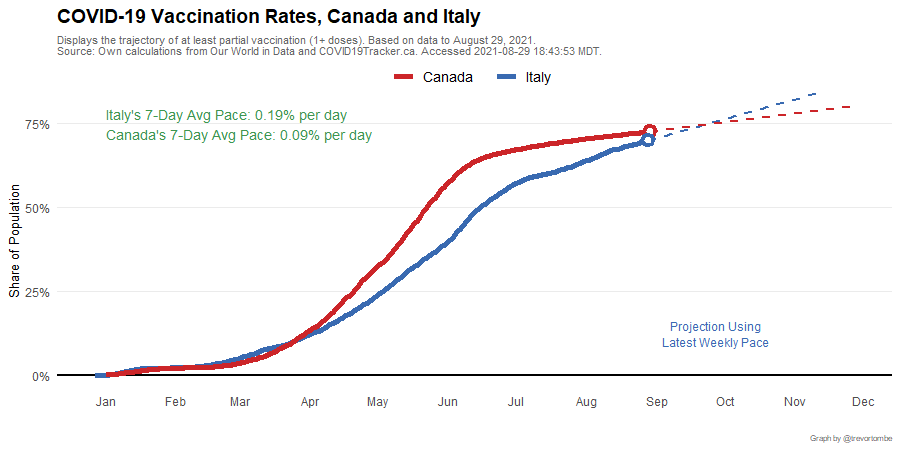 COVID-19 Vaccination Rates, Canada and Italy
Displays the trajectory of at least partial vaccination (1+ doses). Based on data to August 29, 2021.
Source: Own calculations from Our World in Data and COVID19Tracker.ca. Accessed 2021-08-29 18:43:53 MDT.
Canada Italy
Italy's 7-Day Avg Pace: 0.19% per day
Canada's 7-Day Avg Pace: 0.09% per day
75%
50%
25%
0%
Share of Population
Projection Using
Latest Weekly Pace
Jan Feb Mar Apr May Jun Jul Aug Sep Oct Nov Dec
Graph by @trevortombe